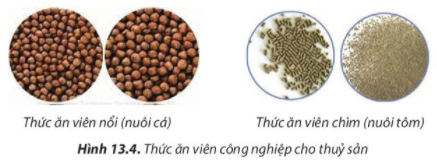 Thức ăn viên nổi (nuôi cá)
Thức ăn viên chìm (nuôi tôm)
Hình 13.4. Thức ăn viên công nghiệp cho thuỷ sản